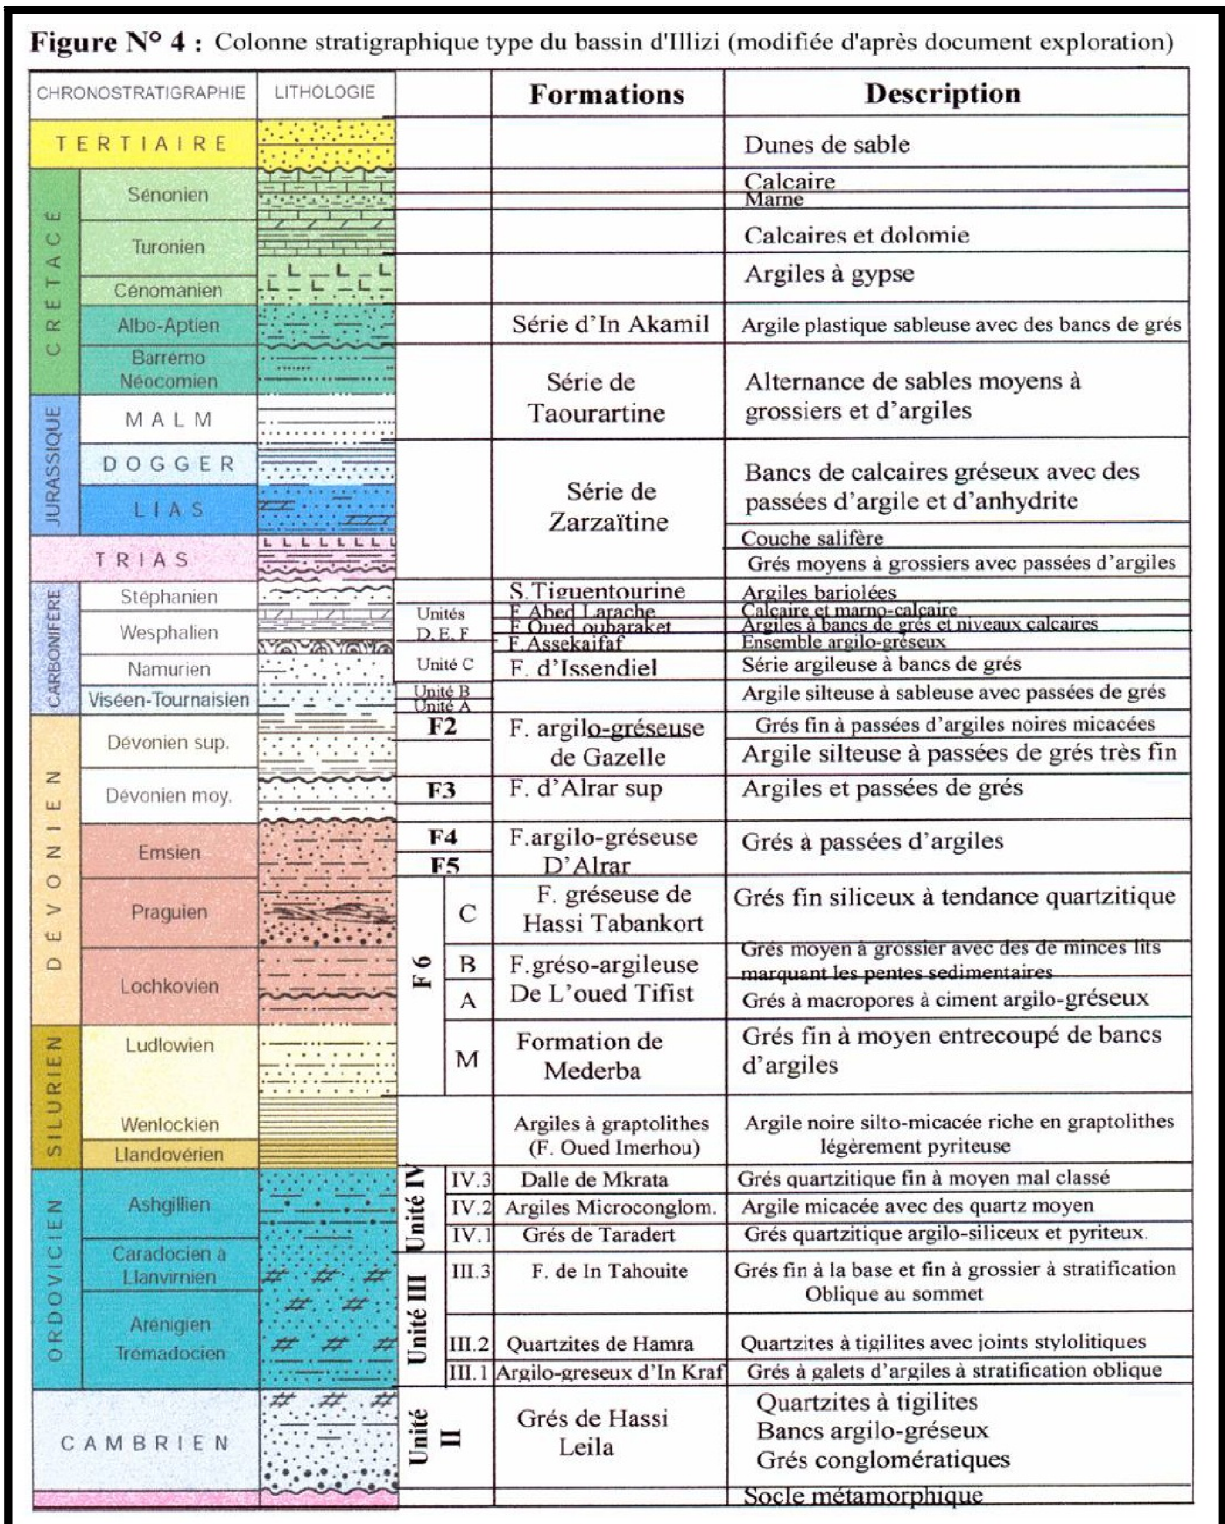 Figure N° 4 : Colonne stratigraphique type du bassin d'Illizi (modifiée d'après document exploration)
CHRONOSTRATIGRAPHIE LITHOLOGIE Formations Description
TERTIAIRE Dunes de sable
CRETACÉ
Sénonien Calcaire
Marne
Turonien Calcaires et dolomie
Cénomanien Argiles à gypse
Albo-Aptien Série d'In Akamil Argile plastique sableuse avec des bancs de grés
Barrémo
Néocomien
Série de Taourartine
Alternance de sables moyens à
grossiers et d'argiles
JURASSIQUE
MALM
DOGGER
LIAS
Série de
Zarzaïtine
Bancs de calcaires gréseux avec des
passées d'argile et d'anhydrite
Couche salifère
TRIAS Grés moyens à grossiers avec passées d'argiles
CARBONIFÈRE
Stéphanien S.Tiguentourine Argiles bariolées
Wesphalien
Unités
D, E, F
F Abed Larache Calcaire et marno-calcaire
F Oued oubaraket Argiles à bancs de grés et niveaux calcaires
F.Assekaifaf Ensemble argilo-gréseux
Namurien Unité C F. d'Issendiel Série argileuse à bancs de grés
Viséen-Tournaisien Unité B Argile silteuse à sableuse avec passées de grés
Unité A
DÉVONIEN
Dévonien sup. F2 F. argilo-gréseuse
de Gazelle
Grés fin à passées d'argiles noires micacées
Argile silteuse à passées de grés très fin
Dévonien moy. F3 F. d'Alrar sup Argiles et passées de grés
Emsien F4 F.argilo-gréseuse
F5 D'Alrar
Grés à passées d'argiles
Praguien F6 C F. gréseuse de
Hassi Tabankort
Grés fin siliceux à tendance quartzitique
Lochkovien B F.gréso-argileuse
A De L'oued Tifist
Grés moyen à grossier avec des de minces lits
marquant les pentes sedimentaires
Grés à macropores à ciment argilo-gréseux
SILURIEN
Ludlowien M Formation de
Mederba
Grés fin à moyen entrecoupé de bancs
d'argiles
Wenlockien Argiles à graptolithes
(F. Oued Imerhou)
Argile noire silto-micacée riche en graptolithes
légèrement pyriteuse
Llandovérien
ORDOVICIEN
Ashgillien Unité IV IV.3 Dalle de Mkrata Grés quartzitique fin à moyen mal classé
IV.2 Argiles Microconglom. Argile micacée avec des quartz moyen
IV.1 Grés de Taradert Grés quartzitique argilo-siliceux et pyriteux.
Caradocien à
Llanvirnien
Unité III III.3 F. de In Tahouite Grés fin à la base et fin à grossier à stratification
Oblique au sommet
Arénigien
Trémadocien III.2 Quartzites de Hamra Quartzites à tigilites avec joints stylolitiques
III.1 Argilo-greseux d'In Kraf Grés à galets d'argiles à stratification oblique
CAMBRIEN Unité II Grés de Hassi
Leila
Quartzites à tigilites
Bancs argilo-gréseux
Grés conglomératiques
Socle métamorphique